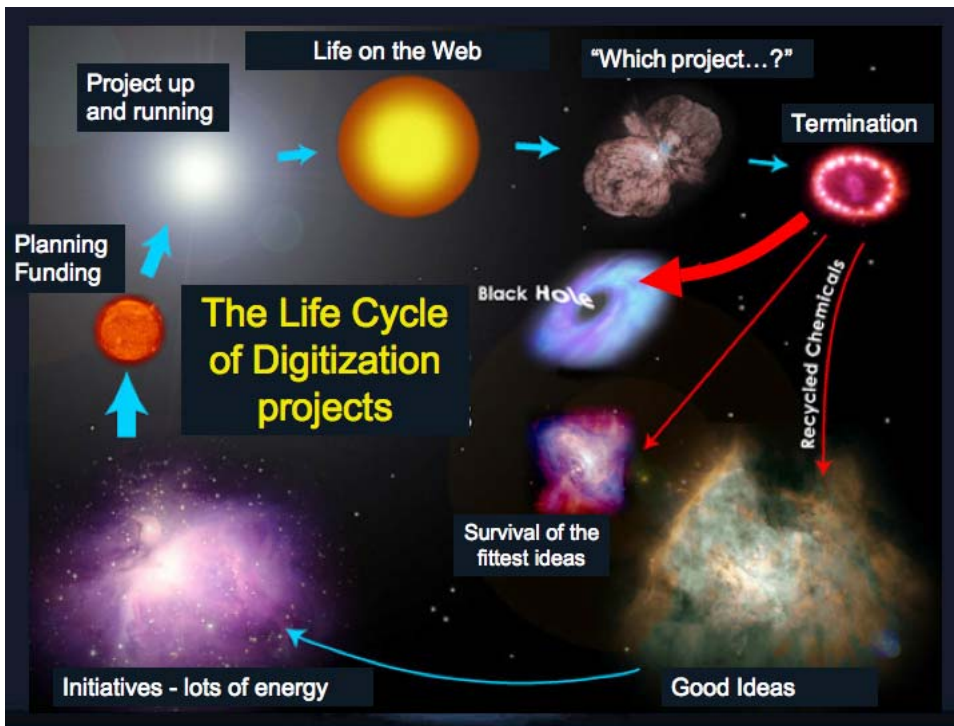 Life on the Web
"Which project…?"
Project up
and running
Termination
Planning
Funding
Black Hole
The Life Cycle
of Digitization
projects
Recycled Chemicals
Survival of the
fittest ideas
Initiatives - lots of energy
Good Ideas